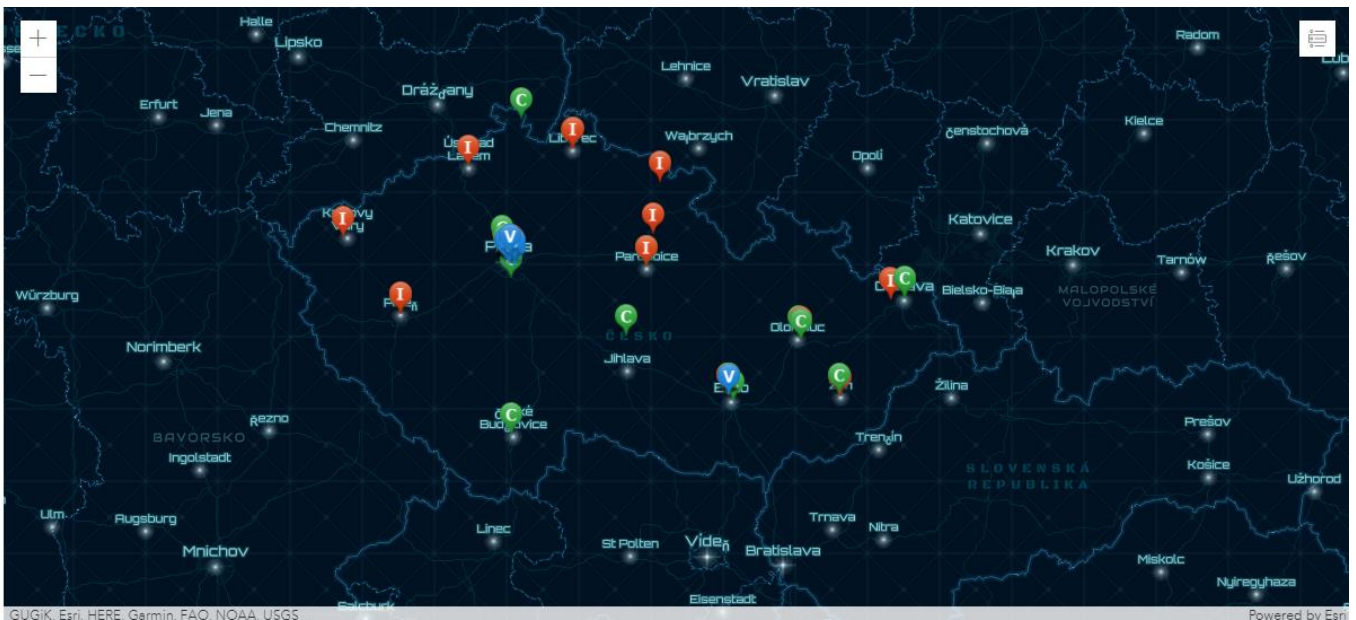 Halle
Lipsko
Radom
Lehnice
Vratislav
Drážďany
C
Erfurt
Jena
Chemnitz
I
Wałbrzych
Čenstochová
Kielce
I
Opolí
I
I
I
Katovice
V
I
Krakov
Tarnów
Řešov
I
C
Bielsko-Biała
MALOPOLSKÉ
VOJVODSTVÍ
Würzburg
I
C
C
ČESKO
Norimberk
Jihlava
V
C
Žilina
C
Řezno
BAVORSKO
Prešov
Trenčín
Ingolstadt
SLOVENSKÁ
REPUBLIKA
Košice
Užhorod
Ulm
Augsburg
Linec
Trnava
Nitra
Mnichov
St Polten
Vídeň
Bratislava
Miskolc
Nyíregyháza
Eisenstadt
GUGiK, Esri, HERE, Garmin, FAO, NOAA, USGS
Powered by Esri